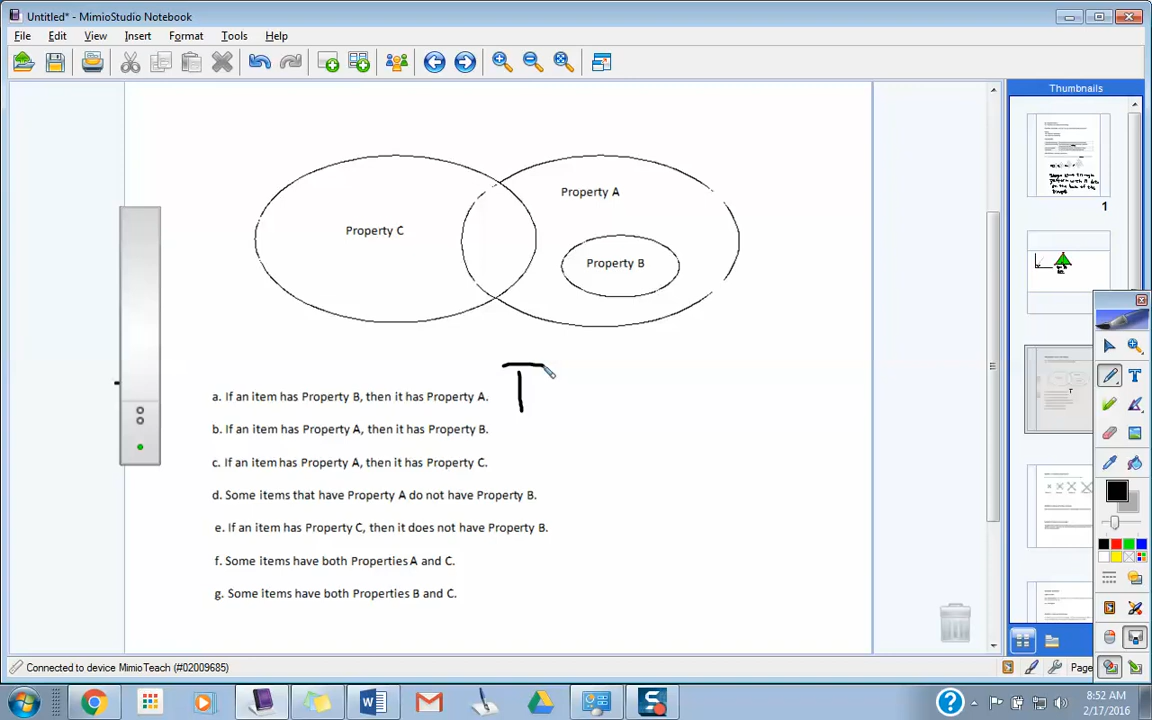 Untitled* - MimioStudio Notebook
File Edit View Insert Format Tools Help
Thumbnails
Property A
Property C
Property B
1
T
a. If an item has Property B, then it has Property A.
b. If an item has Property A, then it has Property B.
c. If an item has Property A, then it has Property C.
d. Some items that have Property A do not have Property B.
e. If an item has Property C, then it does not have Property B.
f. Some items have both Properties A and C.
g. Some items have both Properties B and C.
Connected to device MimioTeach (#02009685)
Page
8:52 AM
2/17/2016